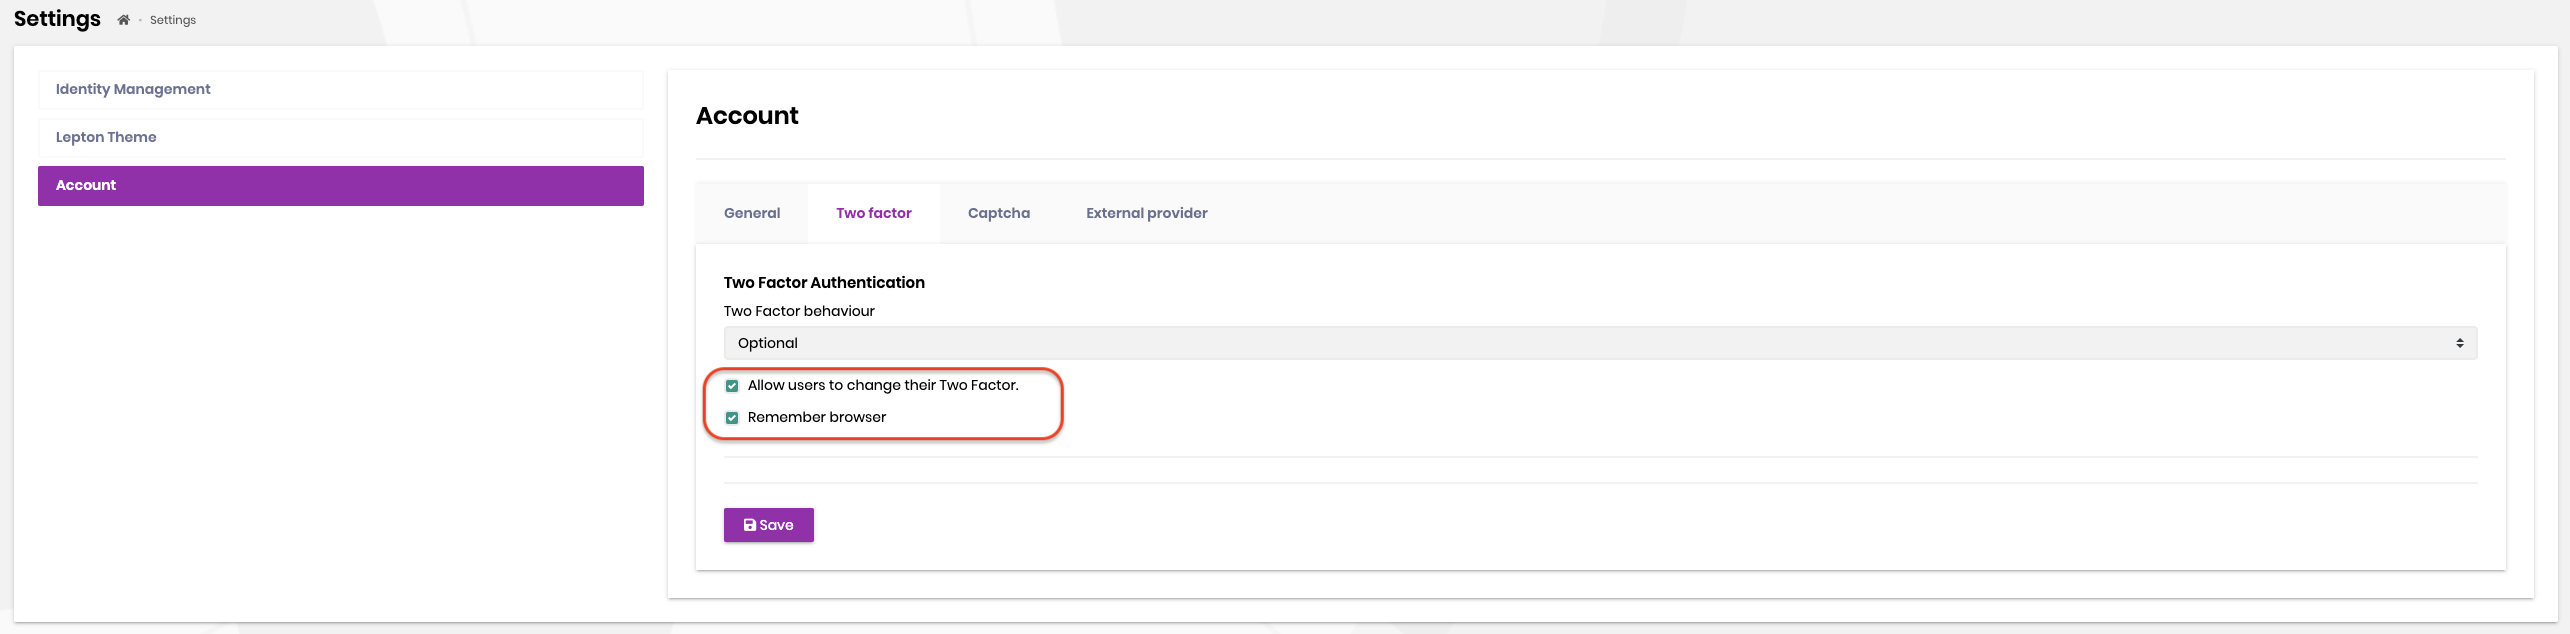 Settings
Settings
Identity Management
Lepton Theme
Account
Account
General Two factor Captcha External provider
Two Factor Authentication
Two Factor behaviour
Optional
Allow users to change their Two Factor.
Remember browser
Save